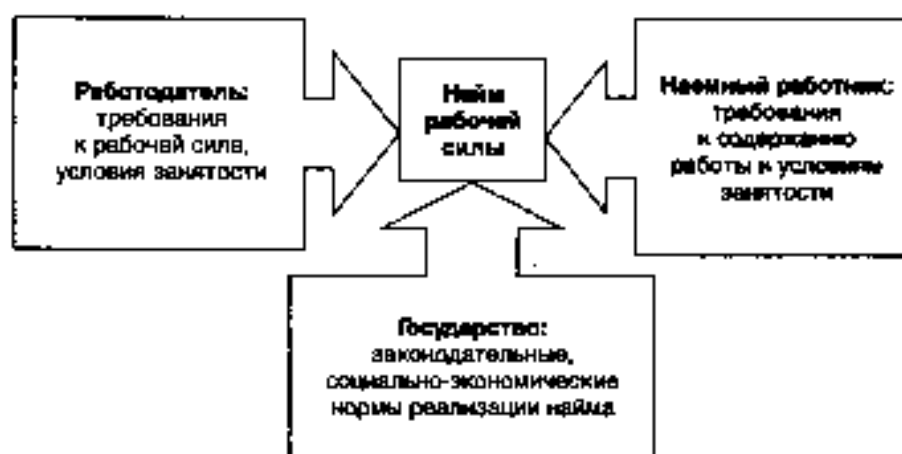 Работодатель:
требования
к рабочей силе,
условия занятости
Найм
рабочей
силы
Наемный работник:
требования
к содержанию
работы к условиям
занятости
Государство:
законодательные,
социально-экономические
нормы реализации найма